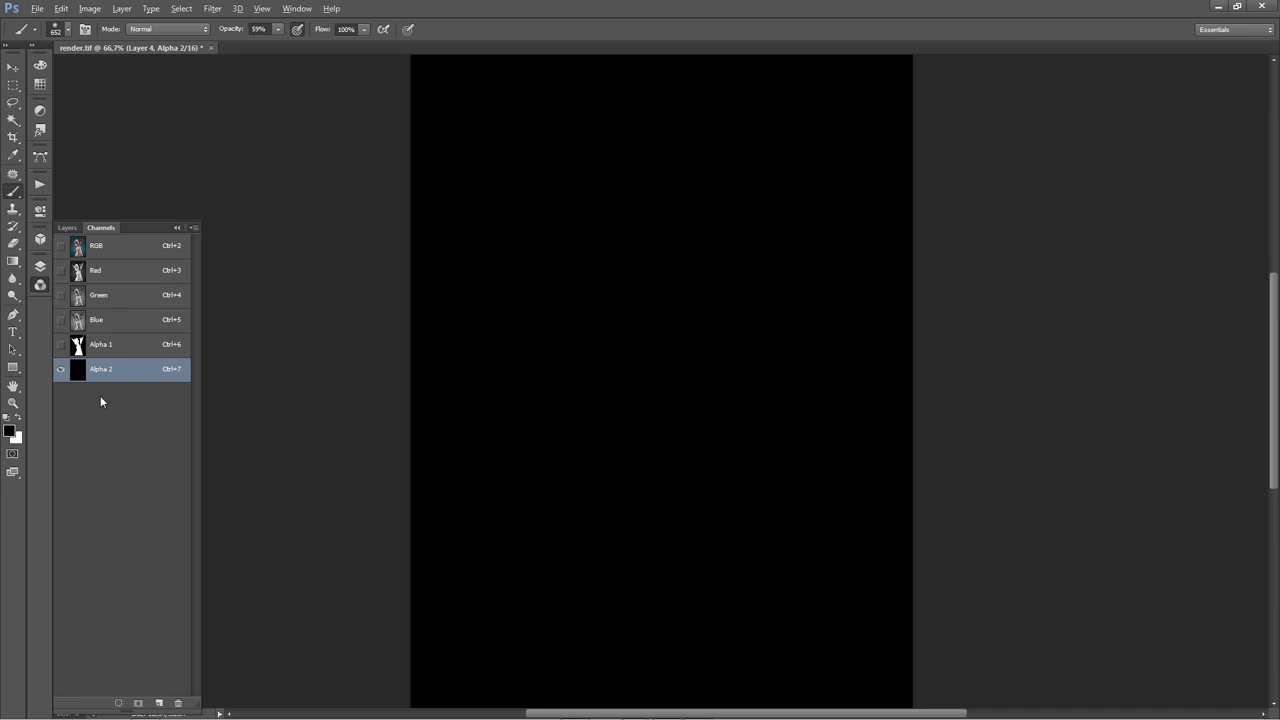 Ps File Edit Image Layer Type Select Filter 3D View Window Help
652 Mode: Normal Opacity: 59% Flow: 100% Essentials
render.tif @ 66,7% (Layer 4, Alpha 2/16) *
Layers Channels
RGB Ctrl+2
Red Ctrl+3
Green Ctrl+4
Blue Ctrl+5
Alpha 1 Ctrl+6
Alpha 2 Ctrl+7